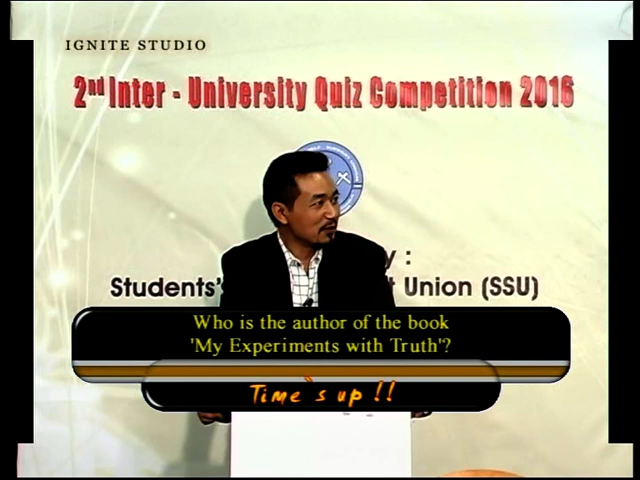 IGNITE STUDIO
2nd Inter - University Quiz Competition 2016
y :
Students' Union (SSU)
Who is the author of the book
'My Experiments with Truth'?
Time`s up !!